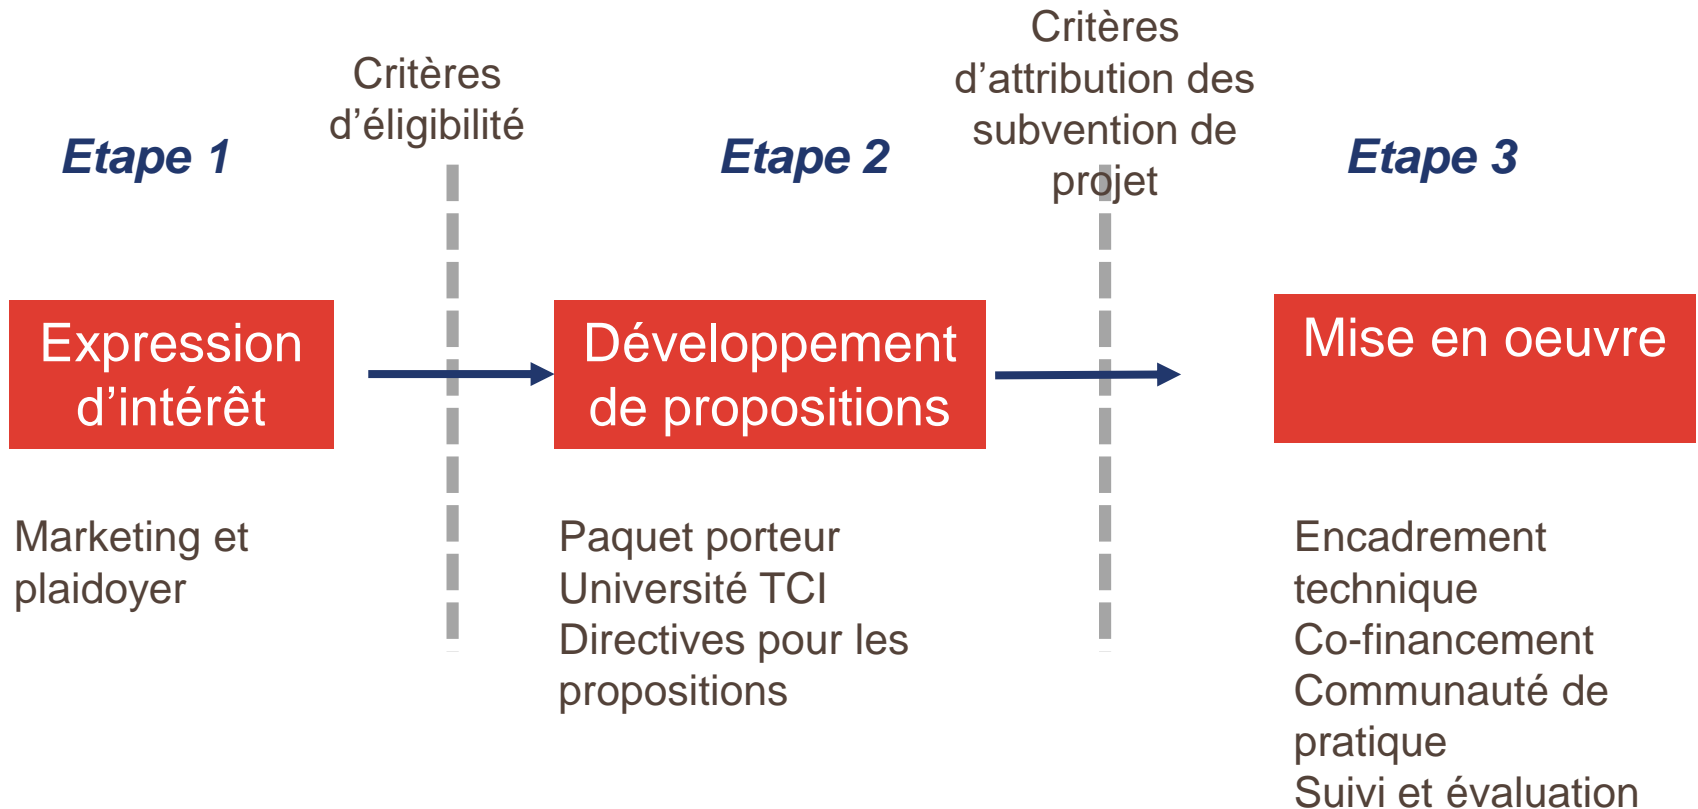 Etape 1
Critères
d’éligibilité
Etape 2
Critères
d’attribution des
subvention de
projet
Etape 3
Expression
d’intérêt
Développement
de propositions
Mise en oeuvre
Marketing et
plaidoyer
Paquet porteur
Université TCI
Directives pour les
propositions
Encadrement
technique
Co-financement
Communauté de
pratique
Suivi et évaluation